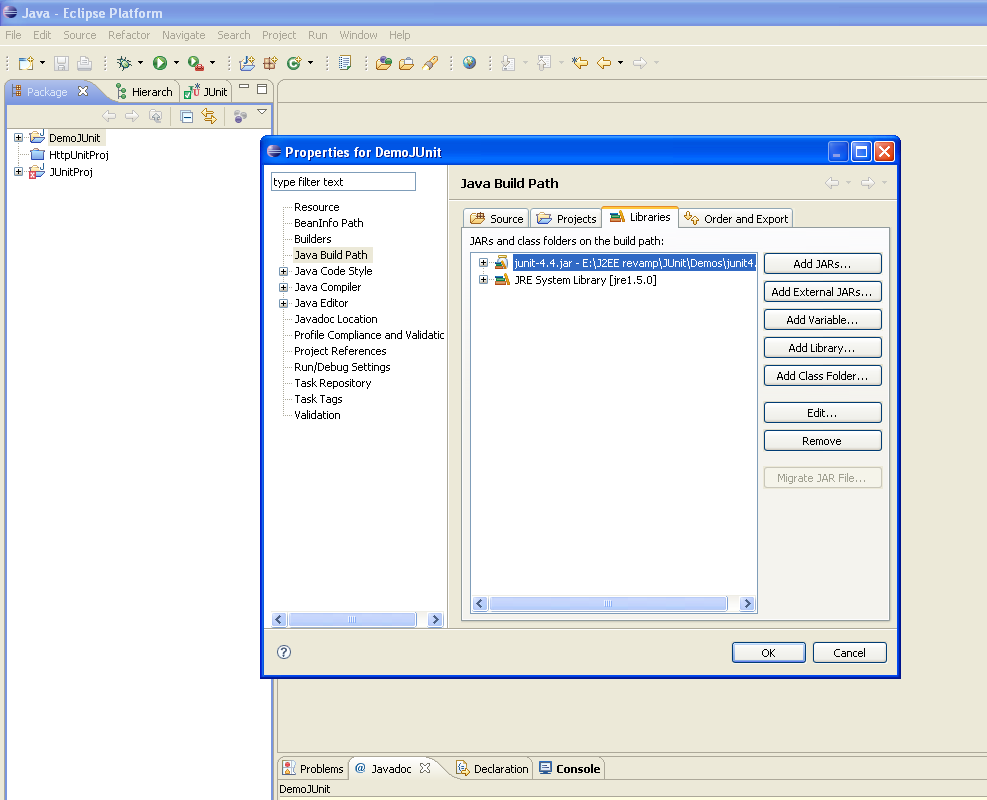 Java - Eclipse Platform
File Edit Source Refactor Navigate Search Project Run Window Help
Package Hierarch JUnit
DemoJUnit
HttpUnitProj
JUnitProj
Properties for DemoJUnit
type filter text
Resource
BeanInfo Path
Builders
Java Build Path
Java Code Style
Java Compiler
Java Editor
Javadoc Location
Profile Compliance and Validatic
Project References
Run/Debug Settings
Task Repository
Task Tags
Validation
Java Build Path
Source Projects Libraries Order and Export
JARs and class folders on the build path:
junit-4.4.jar - E:\J2EE revamp\JUnit\Demos\junit4.
JRE System Library [jre1.5.0]
Add JARs...
Add External JARs...
Add Variable...
Add Library...
Add Class Folder...
Edit...
Remove
Migrate JAR File...
OK Cancel
Problems @ Javadoc Declaration Console
DemoJUnit